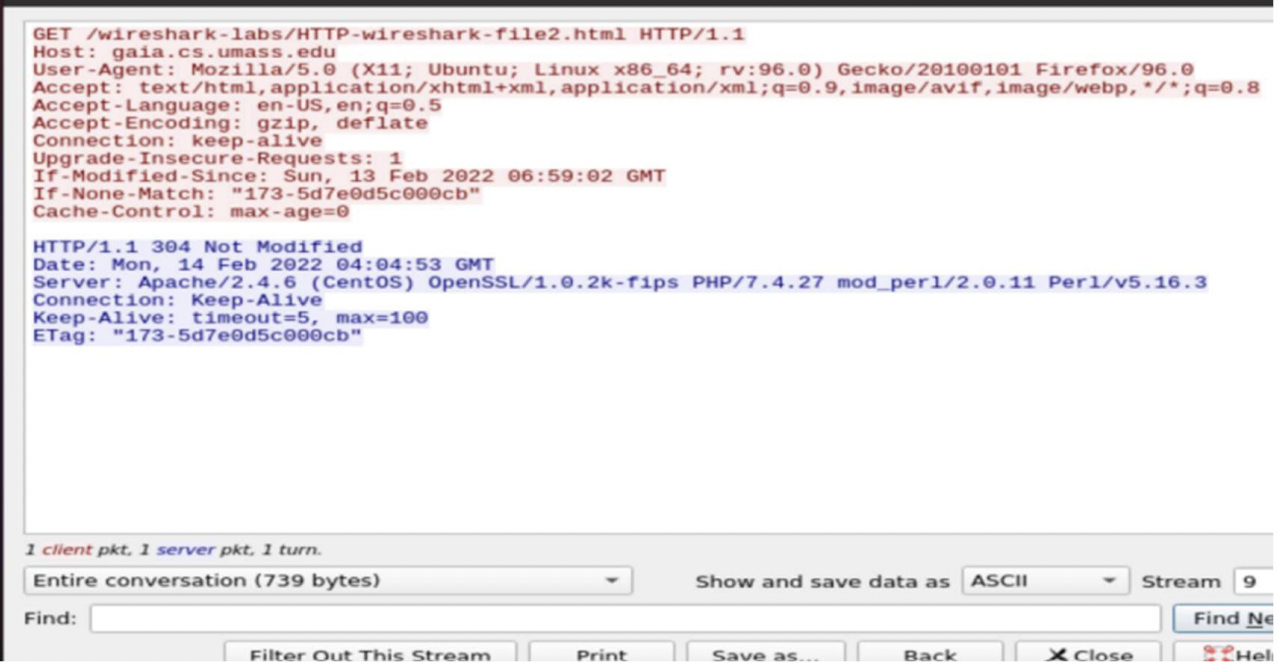 GET /wireshark-labs/HTTP-wireshark-file2.html HTTP/1.1
Host: gaia.cs.umass.edu
User-Agent: Mozilla/5.0 (X11; Ubuntu; Linux x86_64; rv:96.0) Gecko/20100101 Firefox/96.0
Accept: text/html,application/xhtml+xml,application/xml;q=0.9,image/avif,image/webp,*/*;q=0.8
Accept-Language: en-US,en;q=0.5
Accept-Encoding: gzip, deflate
Connection: keep-alive
Upgrade-Insecure-Requests: 1
If-Modified-Since: Sun, 13 Feb 2022 06:59:02 GMT
If-None-Match: "173-5d7e0d5c000cb"
Cache-Control: max-age=0
HTTP/1.1 304 Not Modified
Date: Mon, 14 Feb 2022 04:04:53 GMT
Server: Apache/2.4.6 (CentOS) OpenSSL/1.0.2k-fips PHP/7.4.27 mod_perl/2.0.11 Perl/v5.16.3
Connection: Keep-Alive
Keep-Alive: timeout=5, max=100
ETag: "173-5d7e0d5c000cb"
1 client pkt, 1 server pkt, 1 turn.
Entire conversation (739 bytes) Show and save data as ASCII Stream 9
Find: Find Ne
Filter Out This Stream Print Save as... Back Close Help